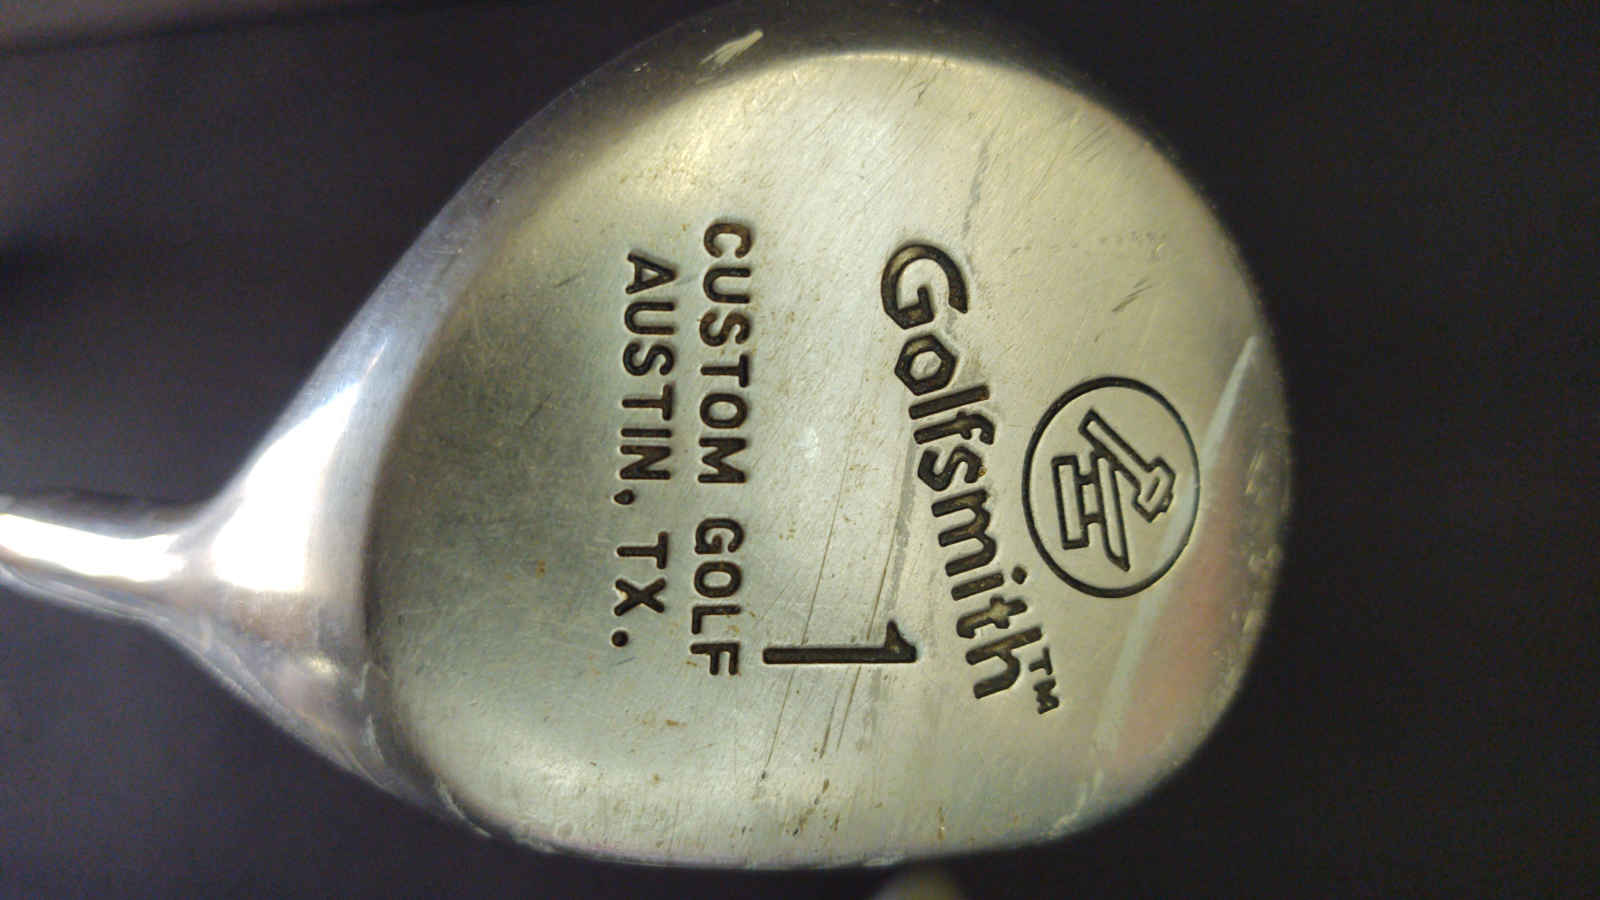 Golfsmith™
1
CUSTOM GOLF
AUSTIN, TX.